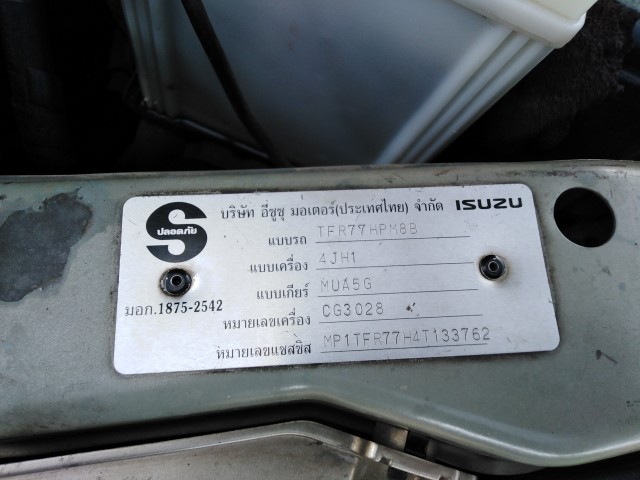 S
ปลอดภัย
มอก.1875-2542
บริษัท อีซูซุ มอเตอร์(ประเทศไทย) จำกัด ISUZU
แบบรถ TFR77HPM8B
แบบเครื่อง 4JH1
แบบเกียร์ MUA5G
หมายเลขเครื่อง CG3028
หมายเลขแชสซิส MP1TFR77H4T133762